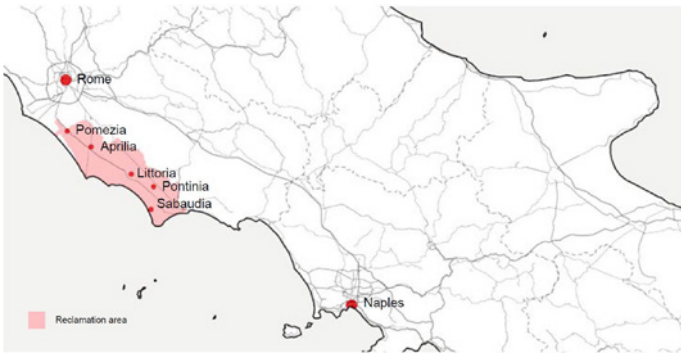 Rome
Pomezia
Aprilia
Littoria
Pontinia
Sabaudia
Naples
Reclamation area